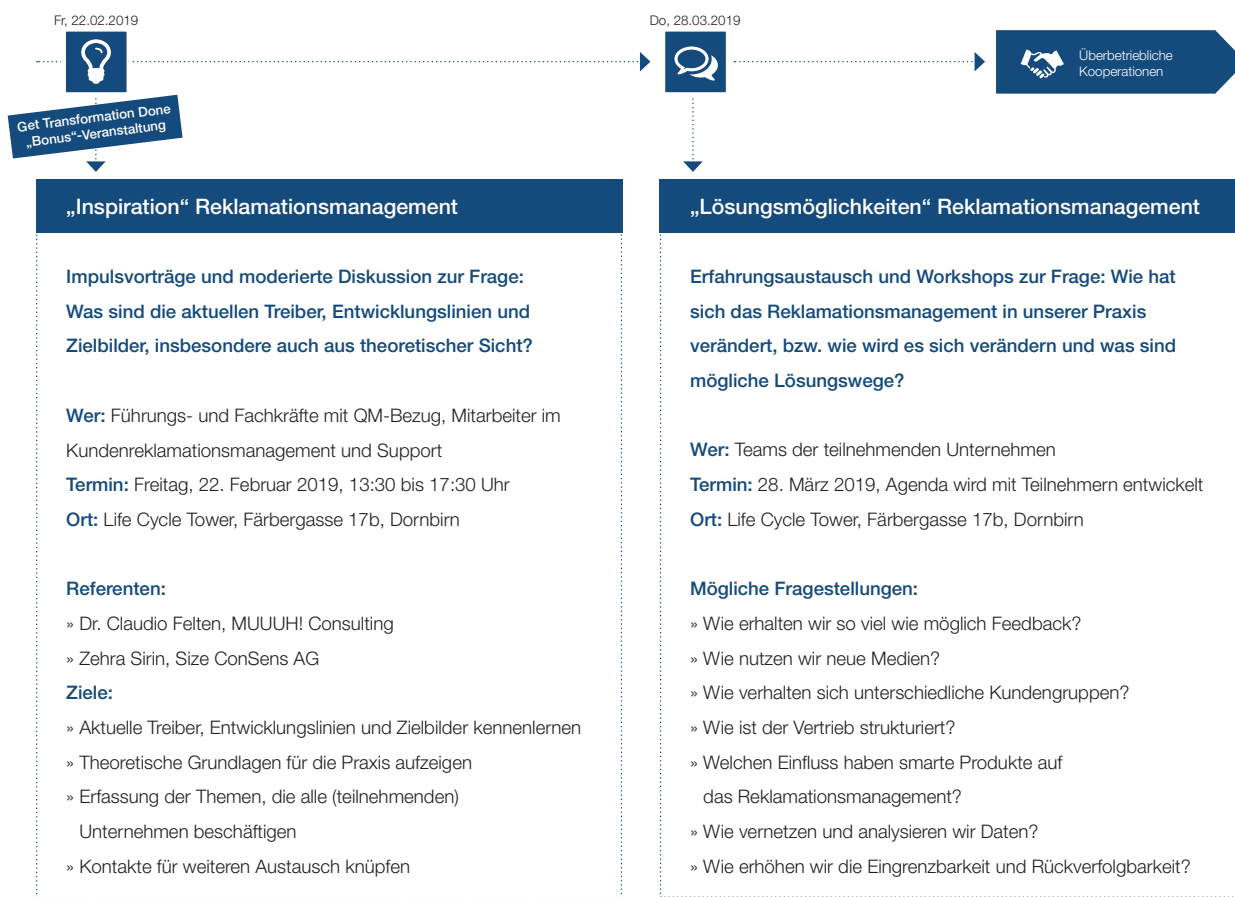 Fr, 22.02.2019
Do, 28.03.2019
Überbetriebliche
Kooperationen
Get Transformation Done
„Bonus“-Veranstaltung
„Inspiration“ Reklamationsmanagement
Impulsvorträge und moderierte Diskussion zur Frage:
Was sind die aktuellen Treiber, Entwicklungslinien und
Zielbilder, insbesondere auch aus theoretischer Sicht?
Wer: Führungs- und Fachkräfte mit QM-Bezug, Mitarbeiter im
Kundenreklamationsmanagement und Support
Termin: Freitag, 22. Februar 2019, 13:30 bis 17:30 Uhr
Ort: Life Cycle Tower, Färbergasse 17b, Dornbirn
Referenten:
» Dr. Claudio Felten, MUUUH! Consulting
» Zehra Sirin, Size ConSens AG
Ziele:
» Aktuelle Treiber, Entwicklungslinien und Zielbilder kennenlernen
» Theoretische Grundlagen für die Praxis aufzeigen
» Erfassung der Themen, die alle (teilnehmenden)
Unternehmen beschäftigen
» Kontakte für weiteren Austausch knüpfen
„Lösungsmöglichkeiten“ Reklamationsmanagement
Erfahrungsaustausch und Workshops zur Frage: Wie hat
sich das Reklamationsmanagement in unserer Praxis
verändert, bzw. wie wird es sich verändern und was sind
mögliche Lösungswege?
Wer: Teams der teilnehmenden Unternehmen
Termin: 28. März 2019, Agenda wird mit Teilnehmern entwickelt
Ort: Life Cycle Tower, Färbergasse 17b, Dornbirn
Mögliche Fragestellungen:
» Wie erhalten wir so viel wie möglich Feedback?
» Wie nutzen wir neue Medien?
» Wie verhalten sich unterschiedliche Kundengruppen?
» Wie ist der Vertrieb strukturiert?
» Welchen Einfluss haben smarte Produkte auf
das Reklamationsmanagement?
» Wie vernetzen und analysieren wir Daten?
» Wie erhöhen wir die Eingrenzbarkeit und Rückverfolgbarkeit?